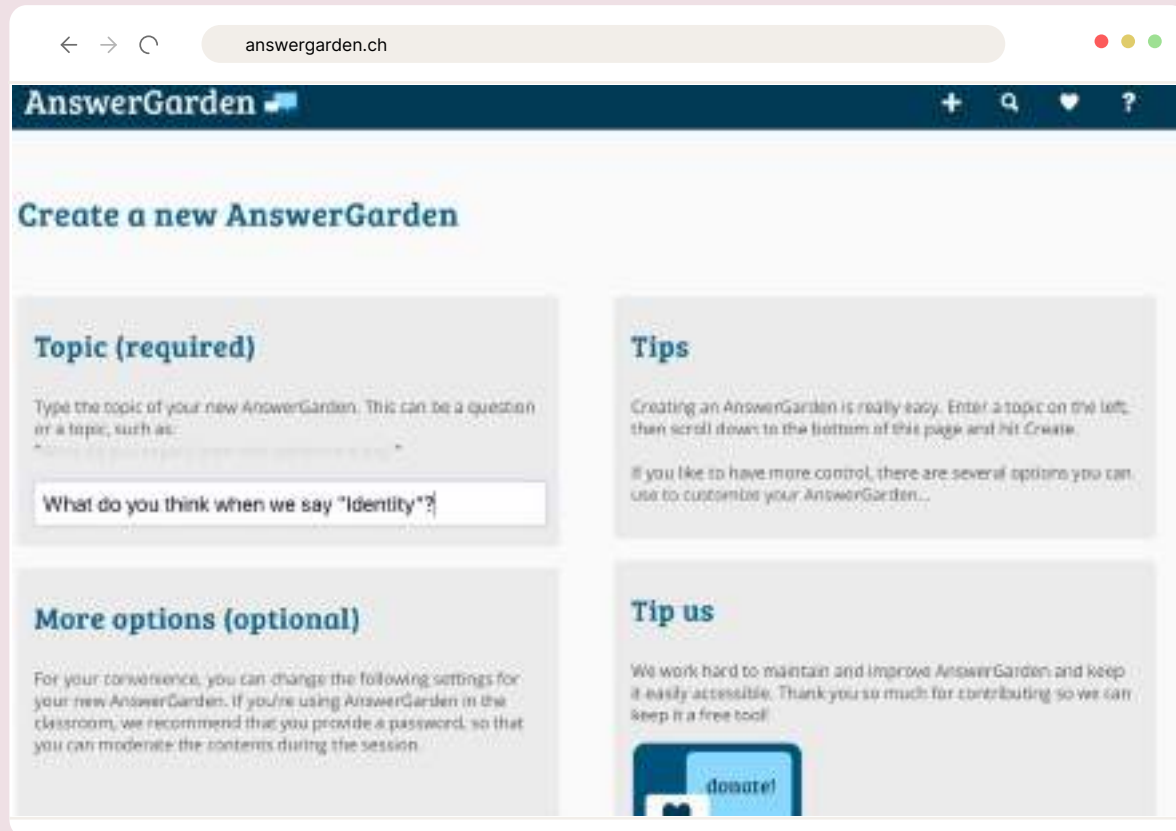 answergarden.ch
AnswerGarden
Create a new AnswerGarden
Topic (required)
Type the topic of your new AnswerGarden. This can be a question
or a topic, such as:
What do you think when we say "Identity"?
More options (optional)
For your convenience, you can change the following settings for
your new AnswerGarden. If you're using AnswerGarden in the
classroom, we recommend that you provide a password, so that
you can moderate the contents during the session.
Tips
Creating an AnswerGarden is really easy. Enter a topic on the left,
then scroll down to the bottom of this page and hit Create.
If you like to have more control, there are several options you can
use to customize your AnswerGarden...
Tip us
We work hard to maintain and improve AnswerGarden and keep
it easily accessible. Thank you so much for contributing so we can
keep it a free tool!
donate!